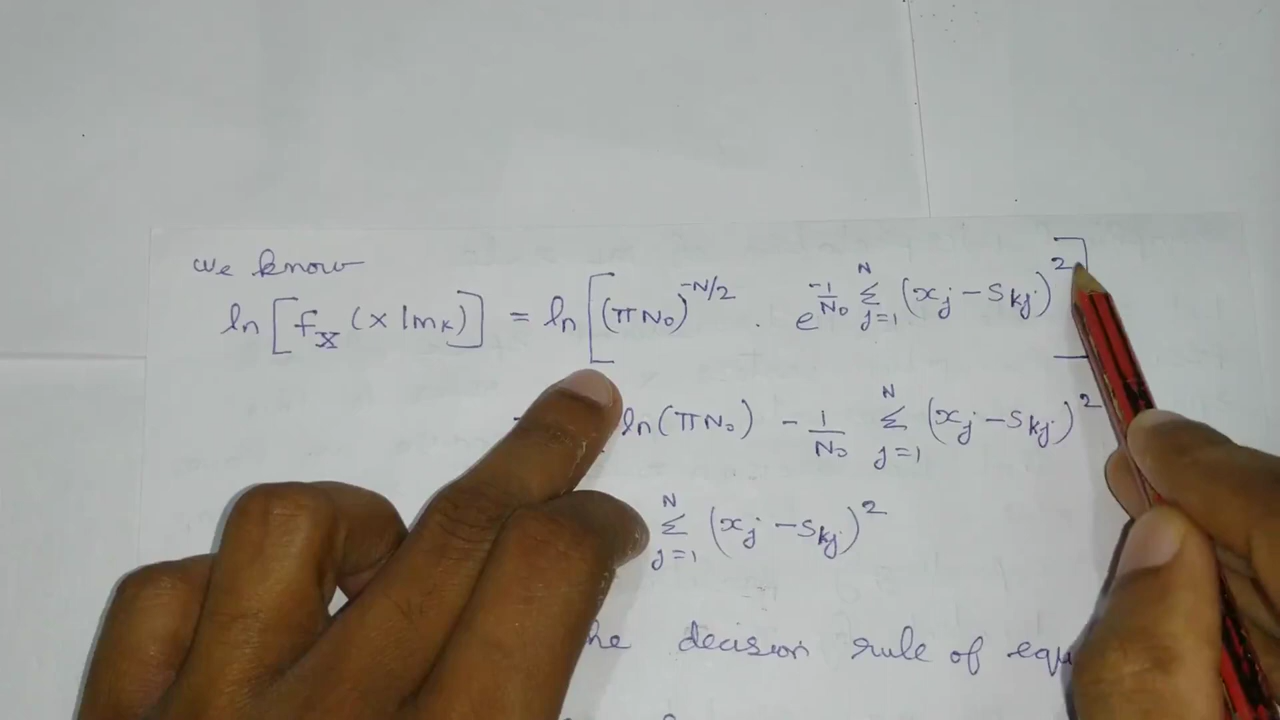 we know
ln [f_X (x | m_k)] = ln [(πN₀)^(-N/2) . e^(-1/N₀ Σ_{j=1}^{N} (x_j - s_kj)²)]
ln(πN₀) - 1/N₀ Σ_{j=1}^{N} (x_j - s_kj)²
Σ_{j=1}^{N} (x_j - s_kj)²
decision rule of